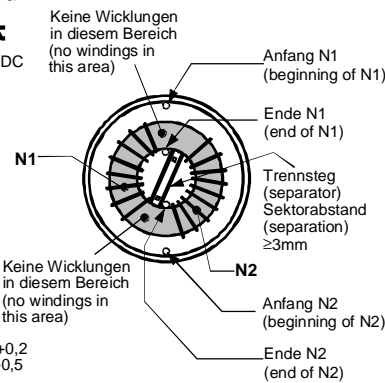 Keine Wicklungen
in diesem Bereich
(no windings in
this area)
DC
Anfang N1
(beginning of N1)
Ende N1
(end of N1)
N1
Trennsteg
(separator)
Sektorabstand
(separation)
≥3mm
Keine Wicklungen
in diesem Bereich
(no windings in
this area)
N2
Anfang N2
(beginning of N2)
+0,2
0,5
Ende N2
(end of N2)